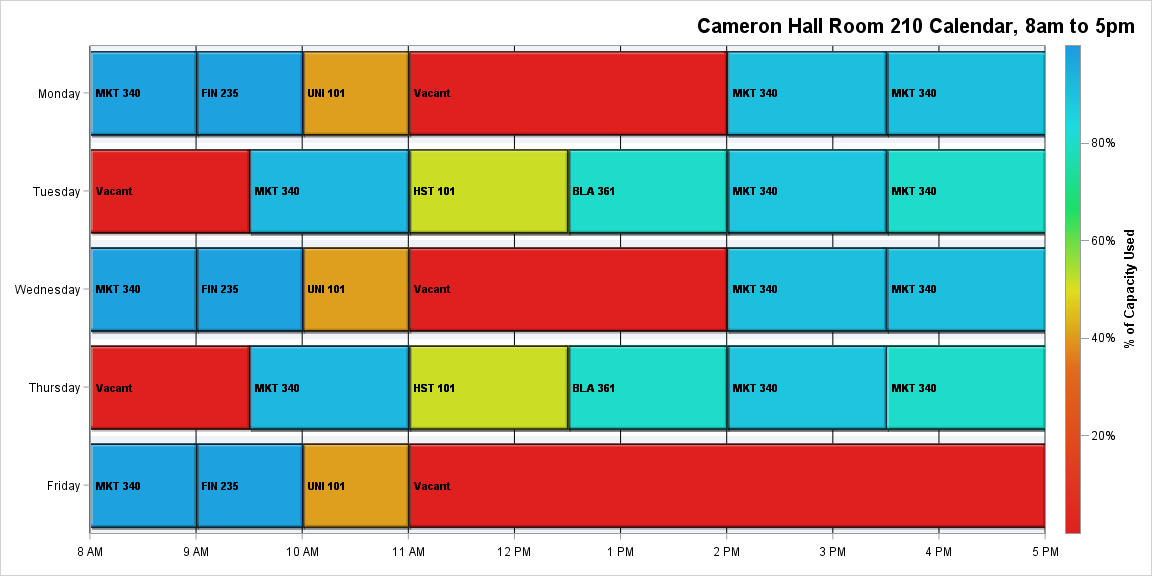 Cameron Hall Room 210 Calendar, 8am to 5pm
Monday
MKT 340
FIN 235
UNI 101
Vacant
MKT 340
MKT 340
Tuesday
Vacant
MKT 340
HST 101
BLA 361
MKT 340
MKT 340
Wednesday
MKT 340
FIN 235
UNI 101
Vacant
MKT 340
MKT 340
Thursday
Vacant
MKT 340
HST 101
BLA 361
MKT 340
MKT 340
Friday
MKT 340
FIN 235
UNI 101
Vacant
8 AM
9 AM
10 AM
11 AM
12 PM
1 PM
2 PM
3 PM
4 PM
5 PM
80%
60%
40%
20%
% of Capacity Used